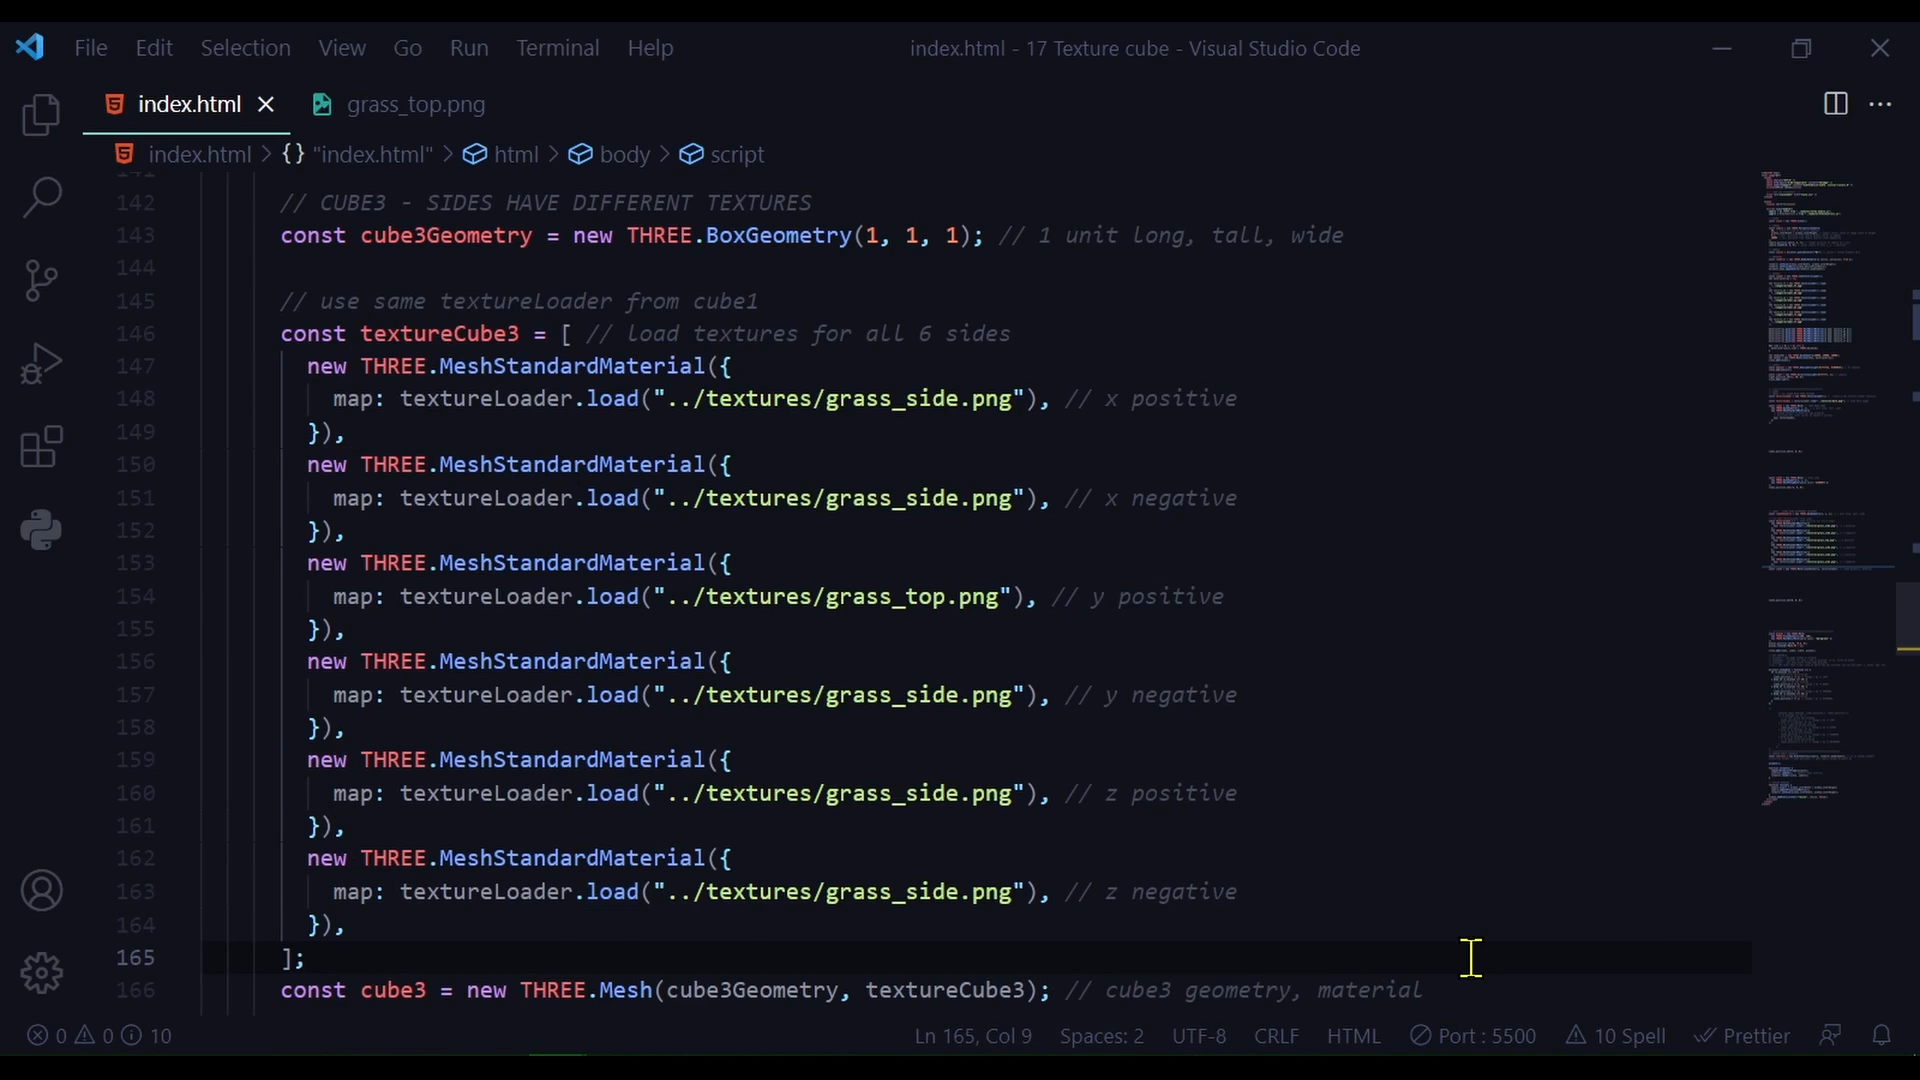 File Edit Selection View Go Run Terminal Help index.html - 17 Texture cube - Visual Studio Code
index.html grass_top.png
index.html > {} "index.html" > html > body > script
142 // CUBE3 - SIDES HAVE DIFFERENT TEXTURES
143 const cube3Geometry = new THREE.BoxGeometry(1, 1, 1); // 1 unit long, tall, wide
144
145 // use same textureLoader from cube1
146 const textureCube3 = [ // load textures for all 6 sides
147 new THREE.MeshStandardMaterial({
148 map: textureLoader.load("../textures/grass_side.png"), // x positive
149 }),
150 new THREE.MeshStandardMaterial({
151 map: textureLoader.load("../textures/grass_side.png"), // x negative
152 }),
153 new THREE.MeshStandardMaterial({
154 map: textureLoader.load("../textures/grass_top.png"), // y positive
155 }),
156 new THREE.MeshStandardMaterial({
157 map: textureLoader.load("../textures/grass_side.png"), // y negative
158 }),
159 new THREE.MeshStandardMaterial({
160 map: textureLoader.load("../textures/grass_side.png"), // z positive
161 }),
162 new THREE.MeshStandardMaterial({
163 map: textureLoader.load("../textures/grass_side.png"), // z negative
164 }),
165 ];
166 const cube3 = new THREE.Mesh(cube3Geometry, textureCube3); // cube3 geometry, material
0 0 10 Ln 165, Col 9 Spaces: 2 UTF-8 CRLF HTML Port : 5500 10 Spell Prettier